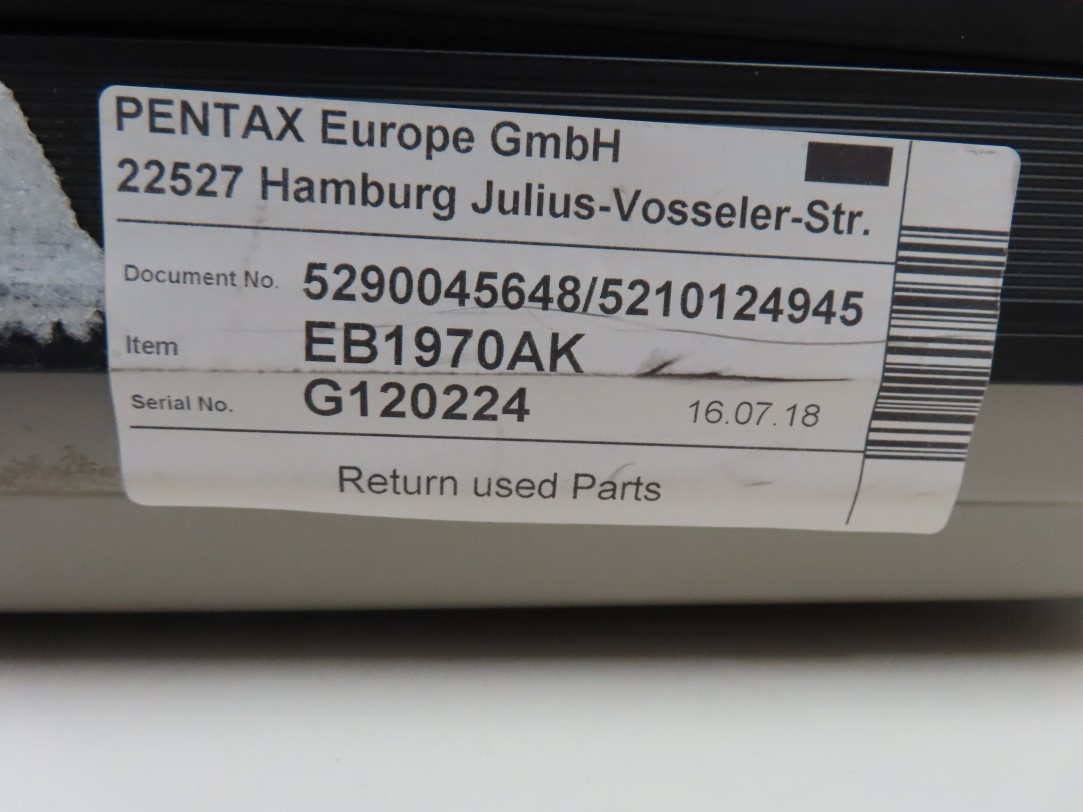 PENTAX Europe GmbH
22527 Hamburg Julius-Vosseler-Str.
Document No. 5290045648/5210124945
Item EB1970AK
Serial No. G120224 16.07.18
Return used Parts